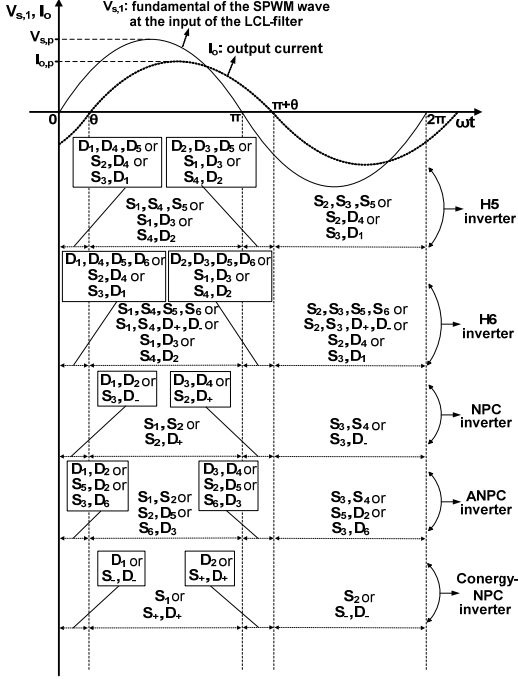 Vs,1, Io
Vs,1: fundamental of the SPWM wave
at the input of the LCL-filter
Vs,p
Io: output current
Io,p
0
θ
π
π+θ
2π
ωt
D1,D4,D5 or
S2,D4 or
S3,D1
D2,D3,D5 or
S1,D3 or
S4,D2
S1,S4,S5 or
S1,D3 or
S4,D2
S2,S3,S5 or
S2,D4 or
S3,D1
H5
inverter
D1,D4,D5,D6 or
S2,D4 or
S3,D1
D2,D3,D5,D6 or
S1,D3 or
S4,D2
S1,S4,S5,S6 or
S1,S4,D+,D- or
S1,D3 or
S4,D2
S2,S3,S5,S6 or
S2,S3,D+,D- or
S2,D4 or
S3,D1
H6
inverter
D1,D2 or
S3,D-
D3,D4 or
S2,D+
S1,S2 or
S2,D+
S3,S4 or
S3,D-
NPC
inverter
D1,D2 or
S5,D2 or
S3,D6
D3,D4 or
S2,D5 or
S6,D3
S1,S2 or
S2,D5 or
S6,D3
S3,S4 or
S5,D2 or
S3,D6
ANPC
inverter
D1 or
S-,D-
D2 or
S+,D+
S1 or
S+,D+
S2 or
S-,D-
Conergy-
NPC
inverter